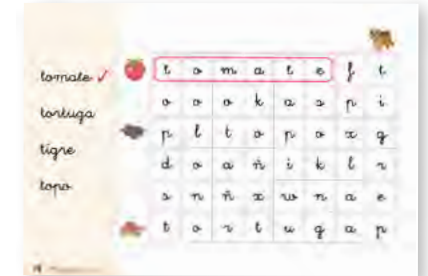 tomate ✓
tortuga
tigre
topo
t o m a t e f t
o o o k a s p i
p l t o p o x g
d o a ñ i k l r
s n ñ x w n a e
t o r t u g a p